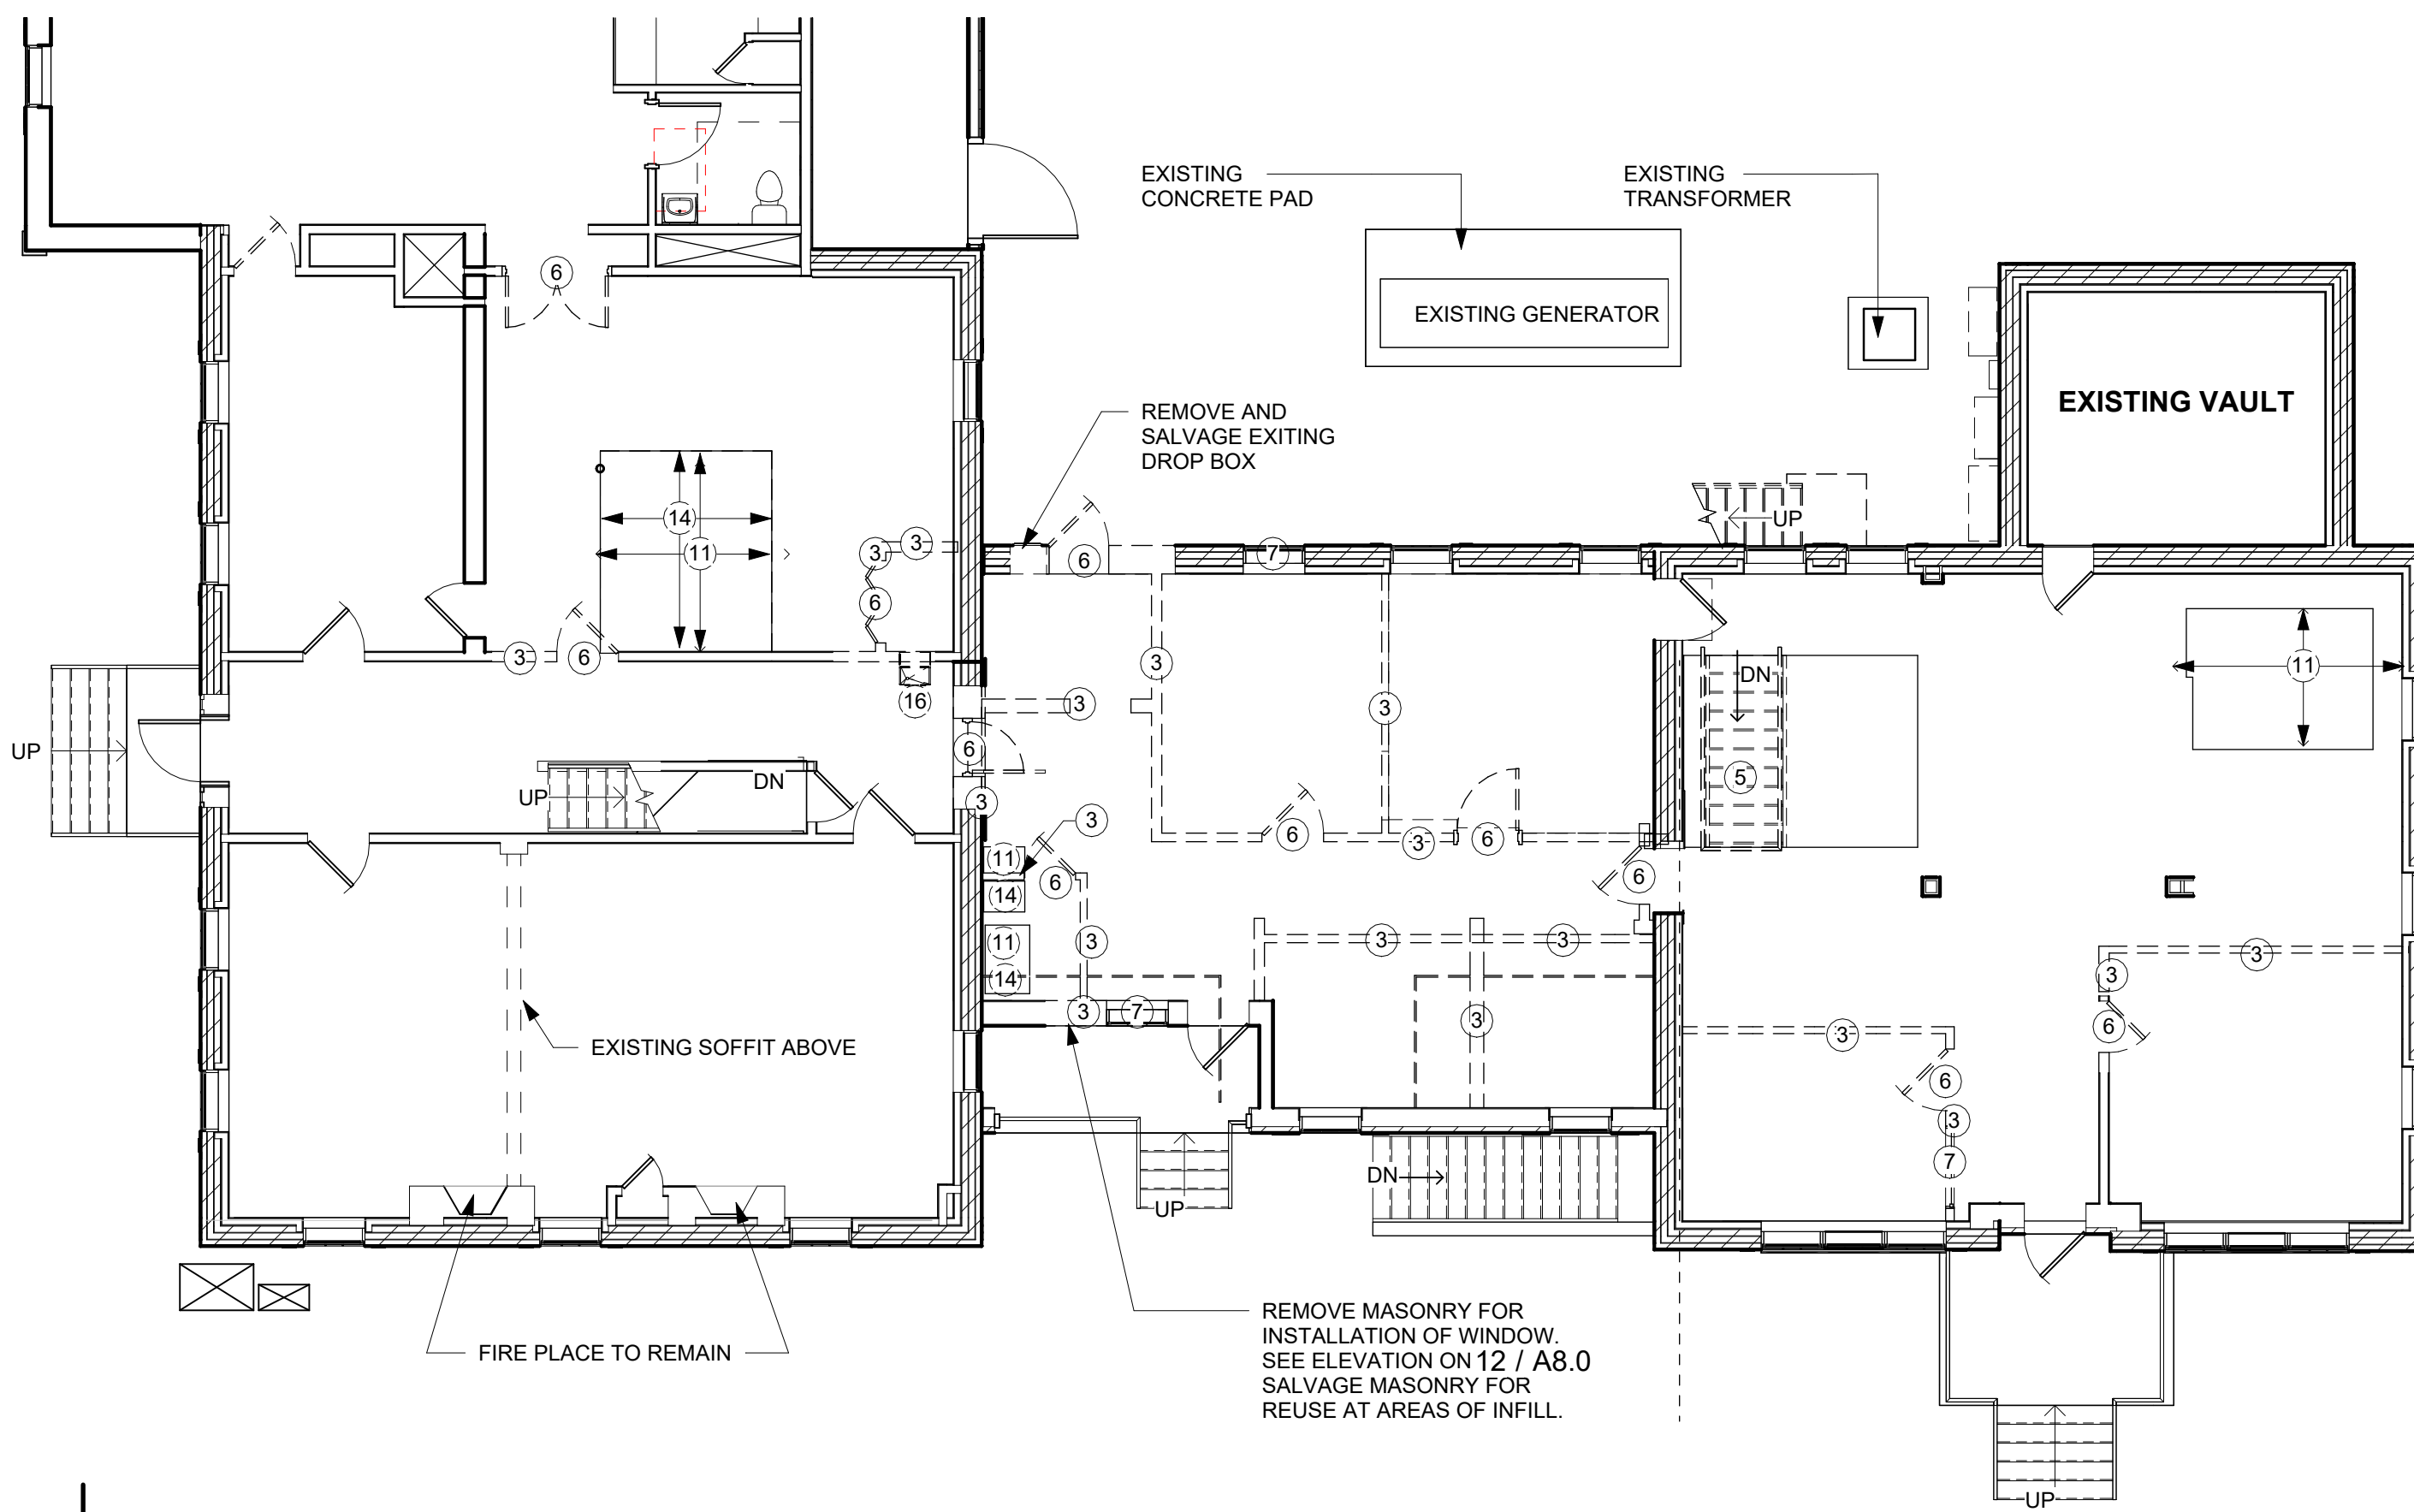 EXISTING
CONCRETE PAD
EXISTING
TRANSFORMER
6
EXISTING GENERATOR
EXISTING VAULT
REMOVE AND
SALVAGE EXITING
DROP BOX
14
11
3
3
6
7
UP
6
3
6
3
11
16
3
3
DN
UP
6
5
UP
DN
3
3
6
3
6
11
6
6
14
11
3
3
3
3
14
3
3
7
3
6
3
EXISTING SOFFIT ABOVE
6
3
7
DN
UP
REMOVE MASONRY FOR
INSTALLATION OF WINDOW.
SEE ELEVATION ON 12 / A8.0
SALVAGE MASONRY FOR
REUSE AT AREAS OF INFILL.
FIRE PLACE TO REMAIN
UP